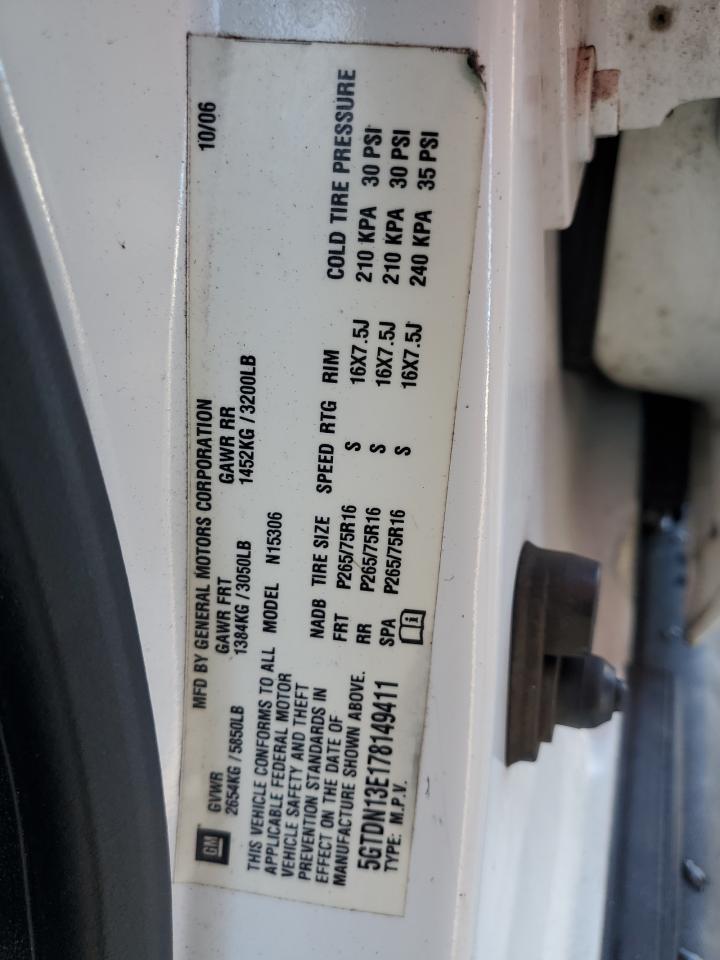 GM
MFD BY GENERAL MOTORS CORPORATION 10/06
GVWR GAWR FRT GAWR RR
2654KG/5850LB 1384KG/3050LB 1452KG/3200LB
THIS VEHICLE CONFORMS TO ALL
APPLICABLE FEDERAL MOTOR
VEHICLE SAFETY AND THEFT
PREVENTION STANDARDS IN
EFFECT ON THE DATE OF
MANUFACTURE SHOWN ABOVE.
5GTDN13E178149411
TYPE: M.P.V.
MODEL N15306
NADB TIRE SIZE SPEED RTG RIM COLD TIRE PRESSURE
FRT P265/75R16 S 16X7.5J 210 KPA 30 PSI
RR P265/75R16 S 16X7.5J 210 KPA 30 PSI
SPA P265/75R16 S 16X7.5J 240 KPA 35 PSI